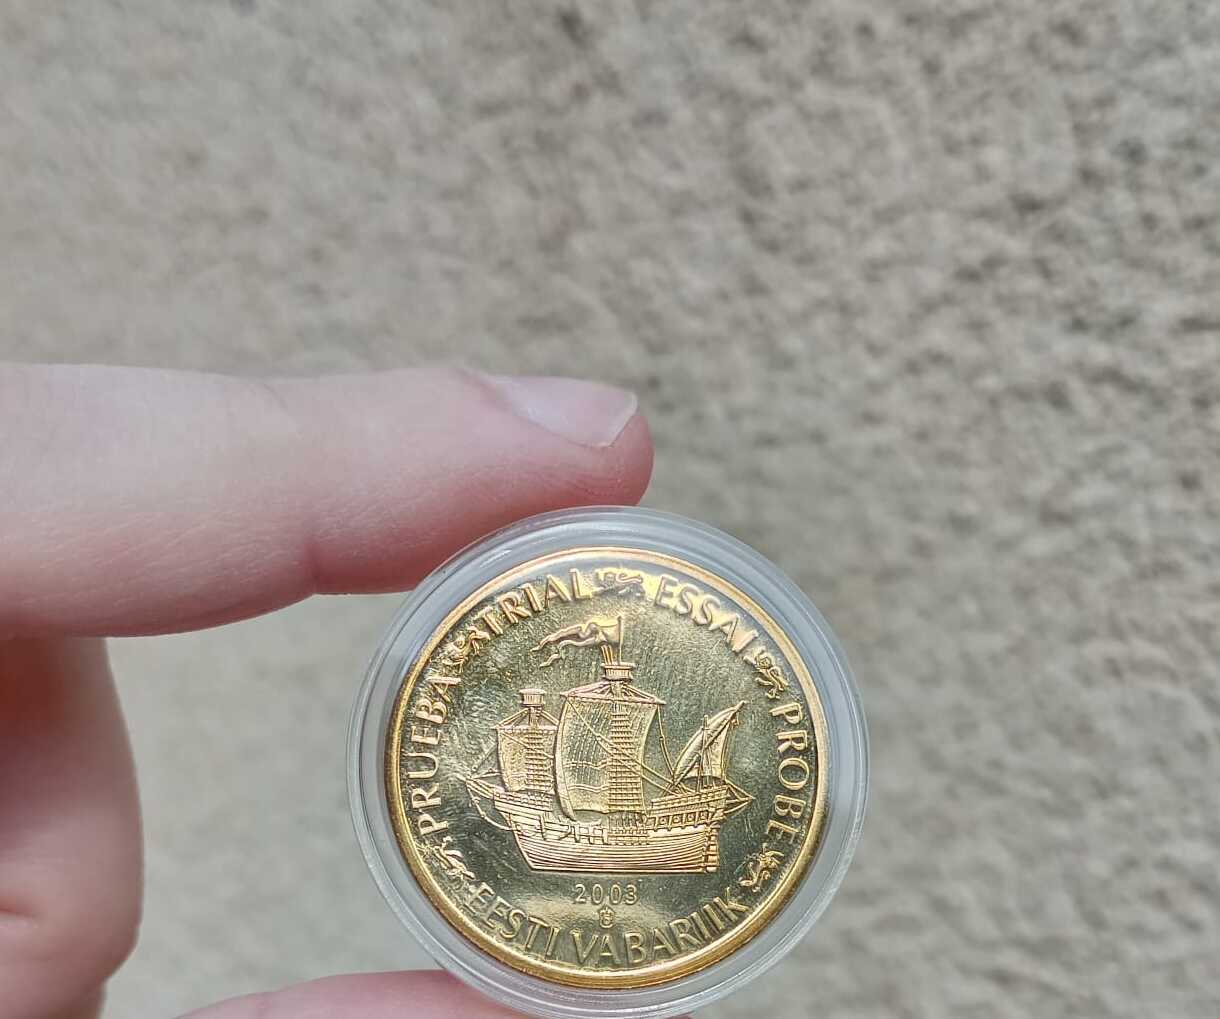 PRUEBA TRIAL ESSAI PROBE
2003
EESTI VABARIIK